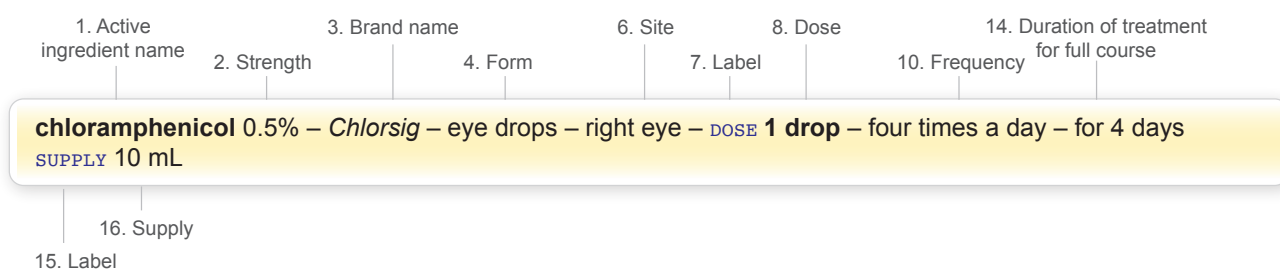 1. Active
ingredient name
2. Strength
3. Brand name
4. Form
6. Site
7. Label
8. Dose
10. Frequency
14. Duration of treatment
for full course
chloramphenicol 0.5% – Chlorsig – eye drops – right eye – DOSE 1 drop – four times a day – for 4 days
SUPPLY 10 mL
16. Supply
15. Label